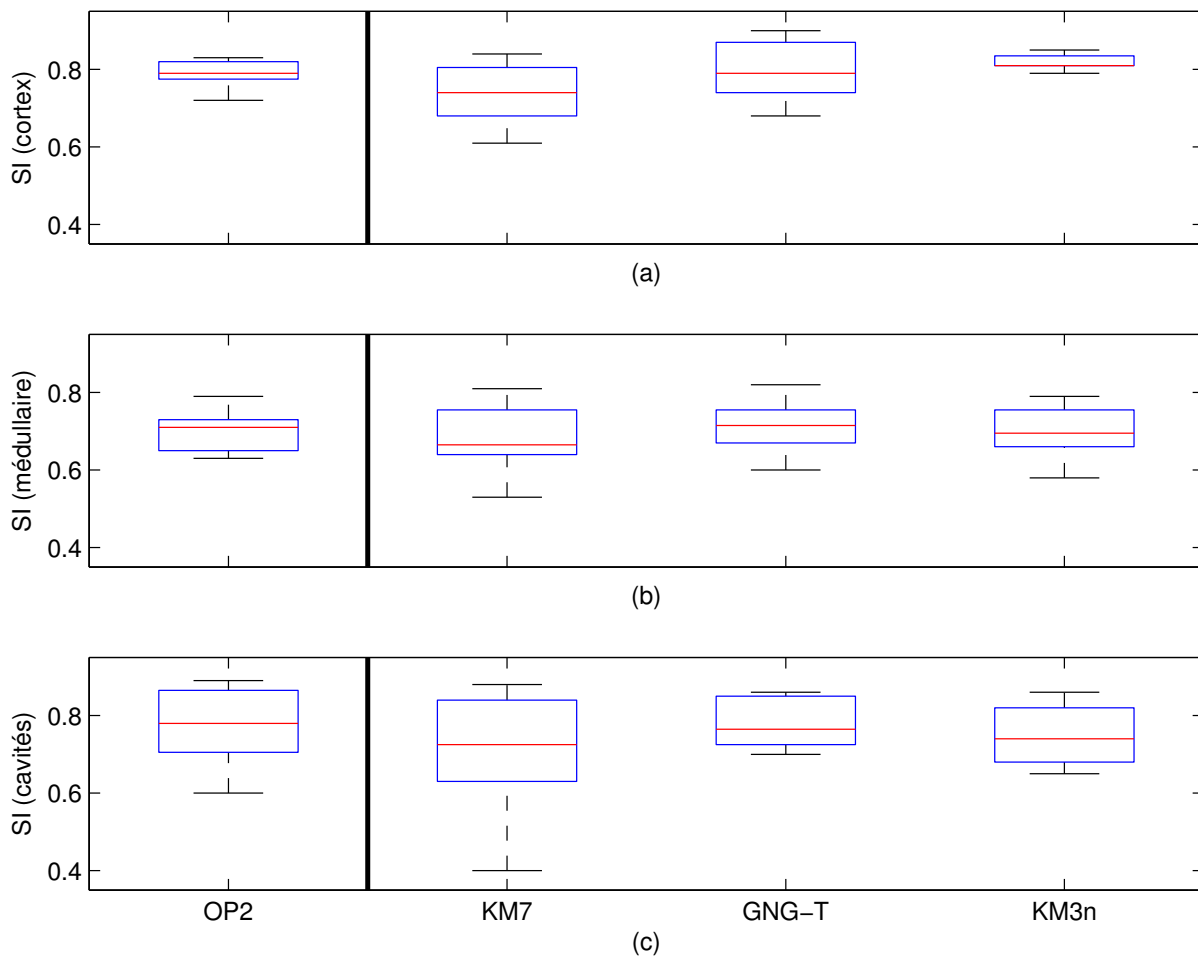 SI (cortex)
0.8
0.6
0.4
(a)
SI (médullaire)
0.8
0.6
0.4
(b)
SI (cavités)
0.8
0.6
0.4
OP2 KM7 GNG−T KM3n
(c)